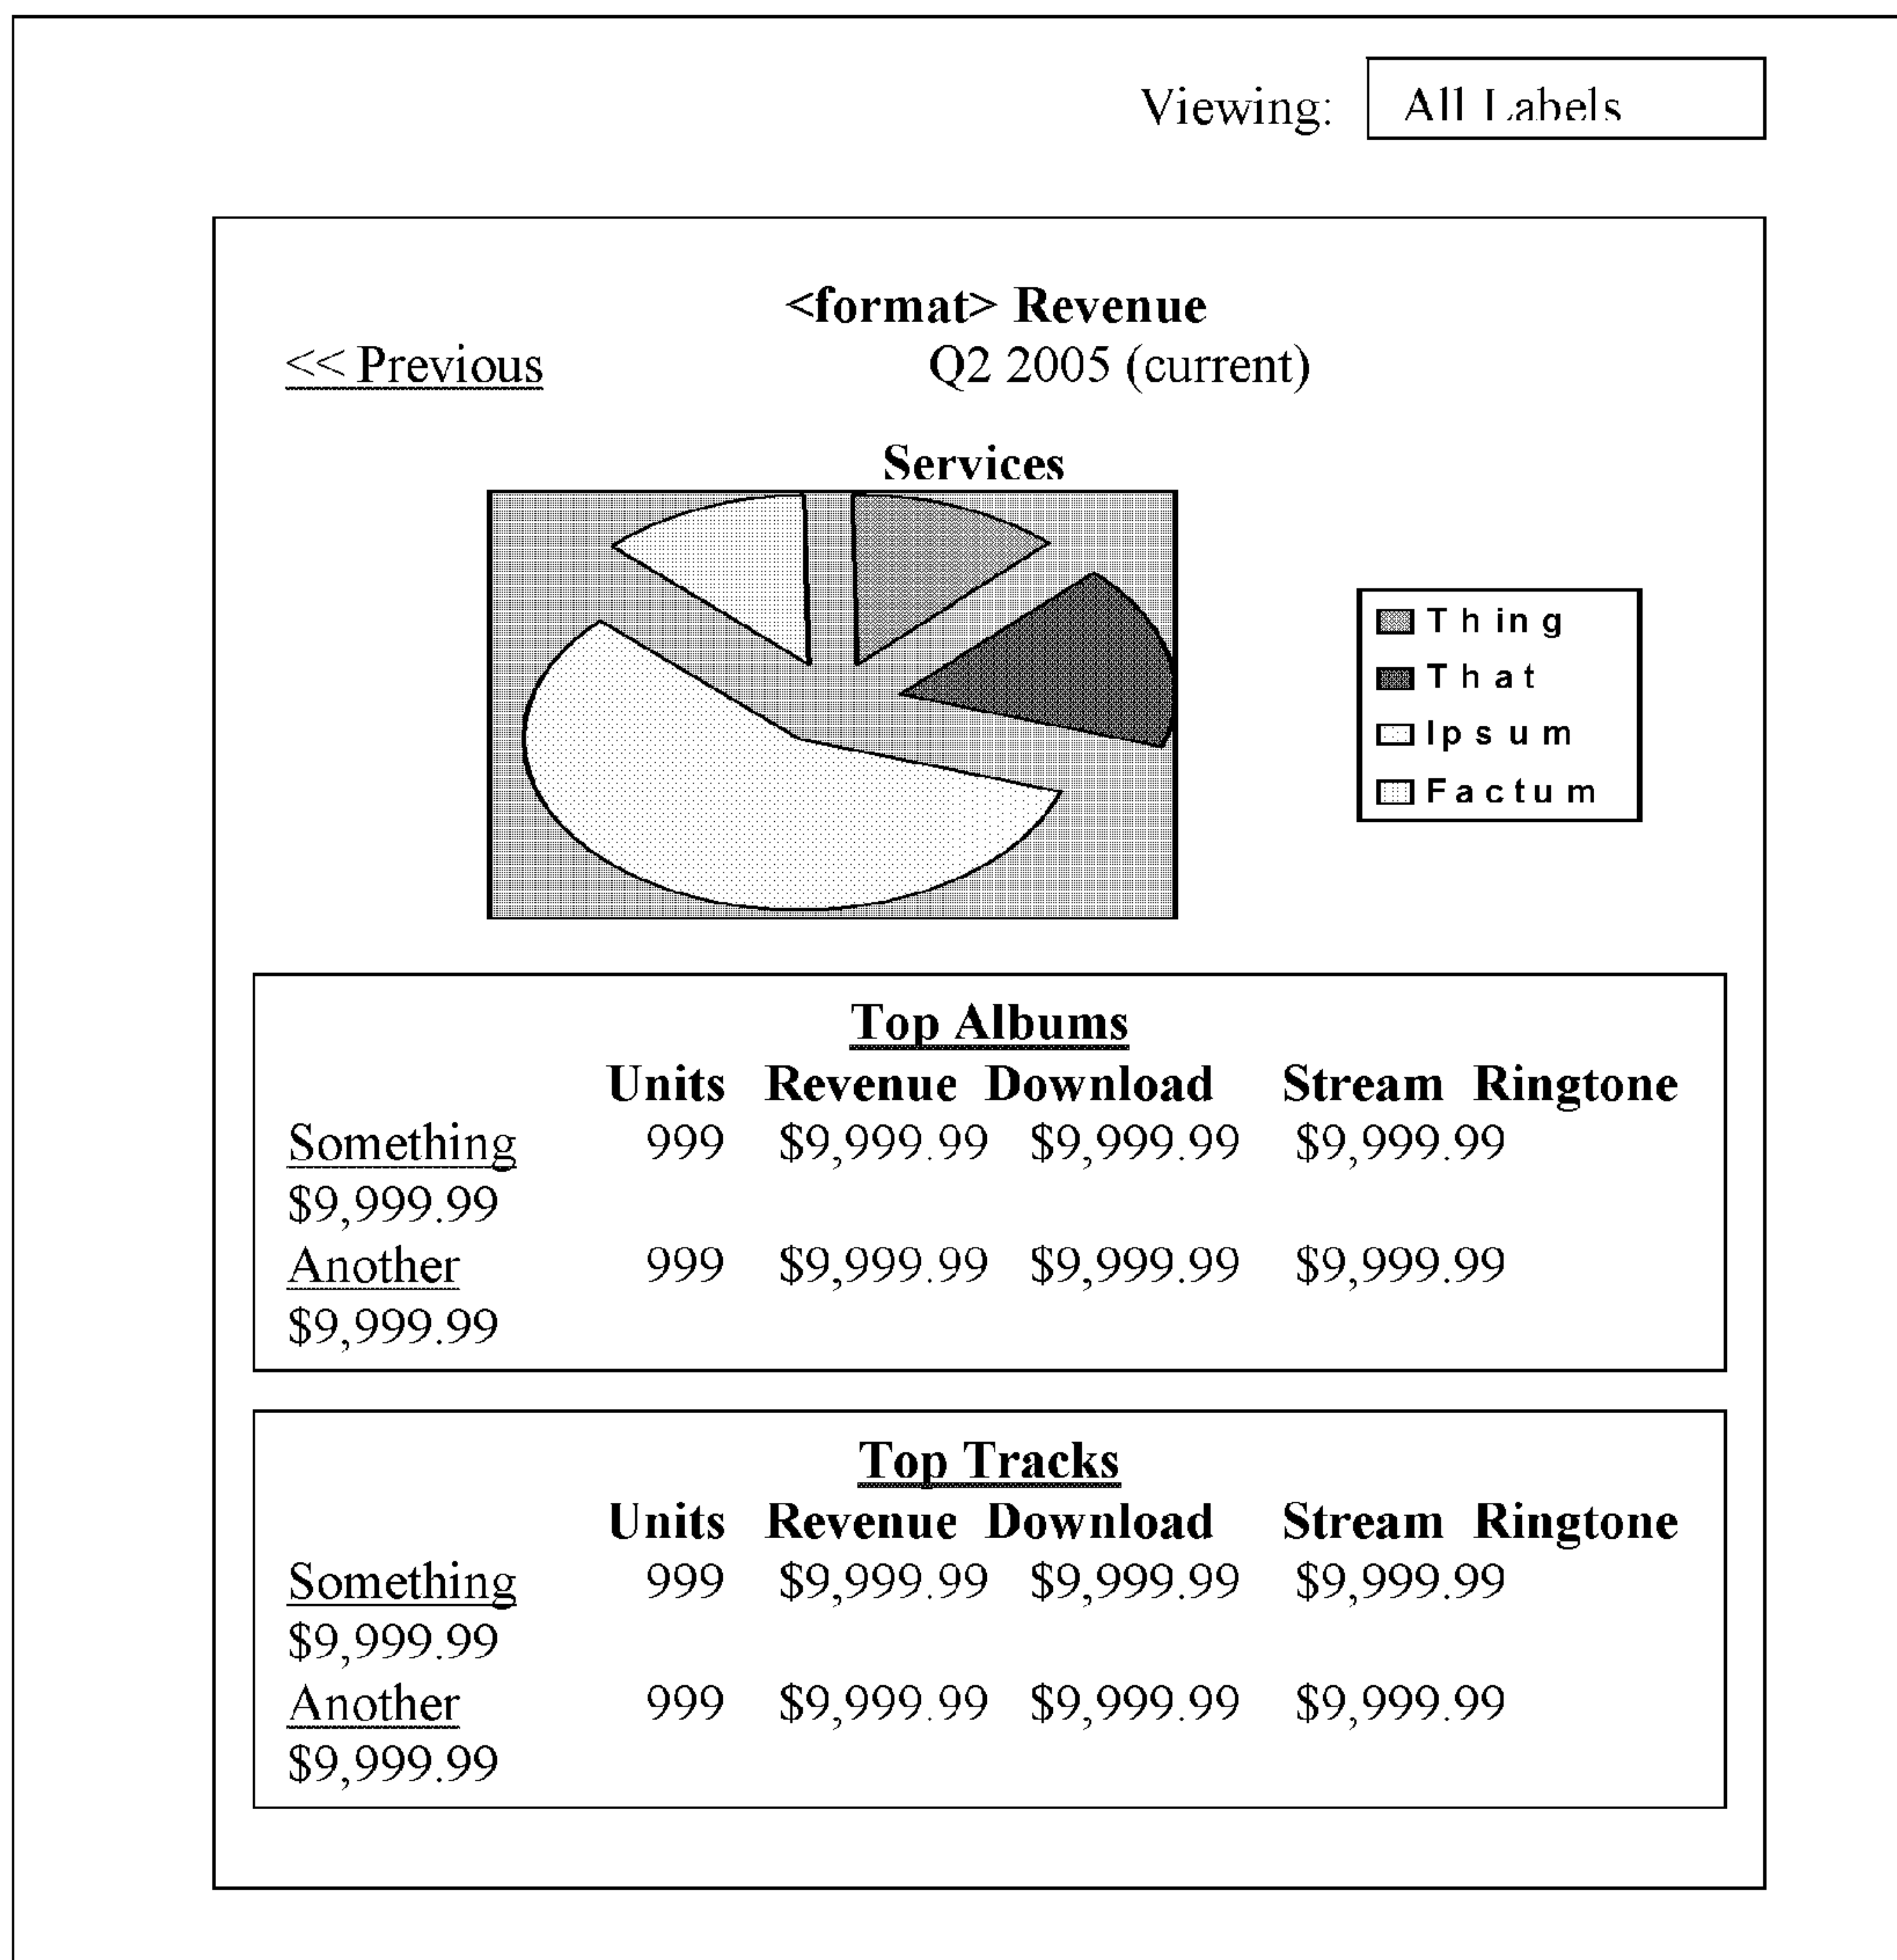 Viewing: All Labels
<format> Revenue
<< Previous Q2 2005 (current)
Services
Thing
That
Ipsum
Factum
Top Albums
Units Revenue Download Stream Ringtone
Something 999 $9,999.99 $9,999.99 $9,999.99
$9,999.99
Another 999 $9,999.99 $9,999.99 $9,999.99
$9,999.99
Top Tracks
Units Revenue Download Stream Ringtone
Something 999 $9,999.99 $9,999.99 $9,999.99
$9,999.99
Another 999 $9,999.99 $9,999.99 $9,999.99
$9,999.99